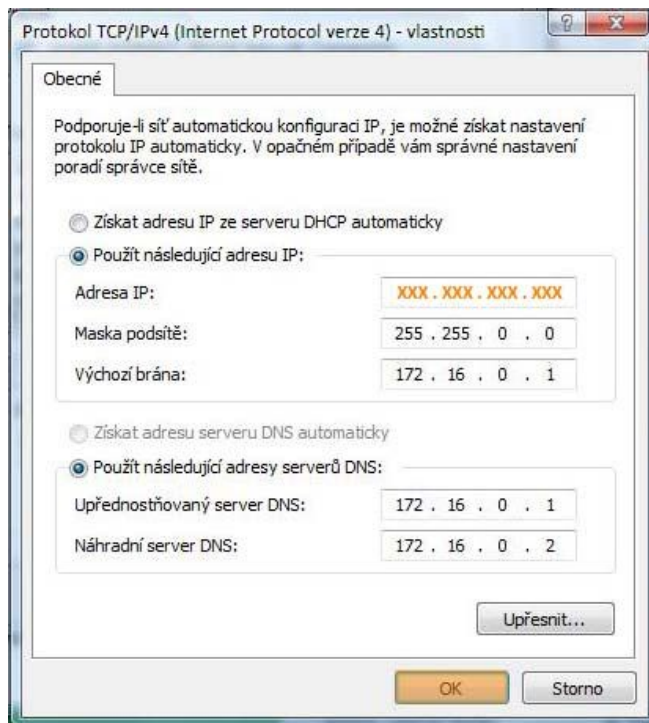 Protokol TCP/IPv4 (Internet Protocol verze 4) - vlastnosti
Obecné
Podporuje-li síť automatickou konfiguraci IP, je možné získat nastavení
protokolu IP automaticky. V opačném případě vám správné nastavení
poradí správce sítě.
Získat adresu IP ze serveru DHCP automaticky
Použít následující adresu IP:
Adresa IP: XXX . XXX . XXX . XXX
Maska podsítě: 255 . 255 . 0 . 0
Výchozí brána: 172 . 16 . 0 . 1
Získat adresu serveru DNS automaticky
Použít následující adresy serverů DNS:
Upřednostňovaný server DNS: 172 . 16 . 0 . 1
Náhradní server DNS: 172 . 16 . 0 . 2
Upřesnit...
OK Storno